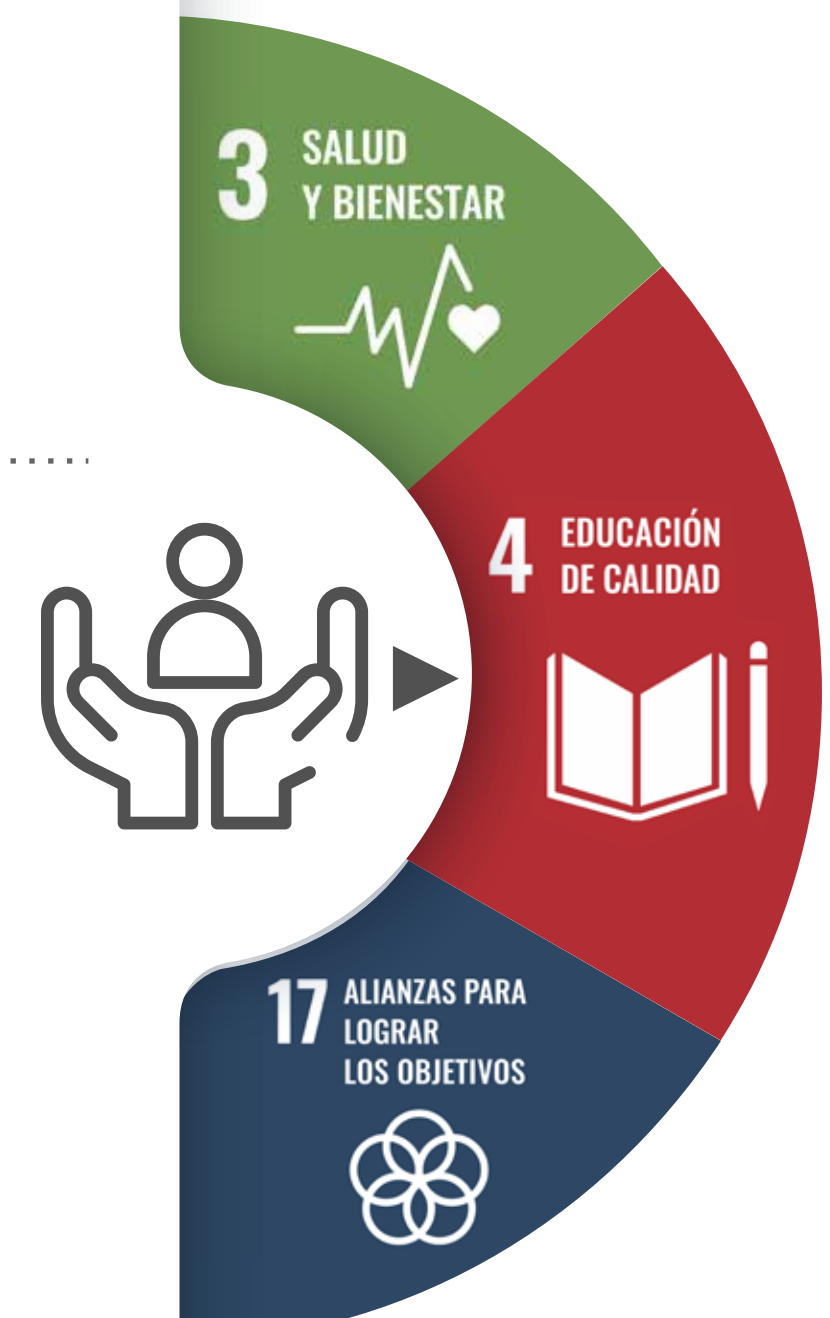 3 SALUD
Y BIENESTAR
4 EDUCACIÓN
DE CALIDAD
17 ALIANZAS PARA
LOGRAR
LOS OBJETIVOS